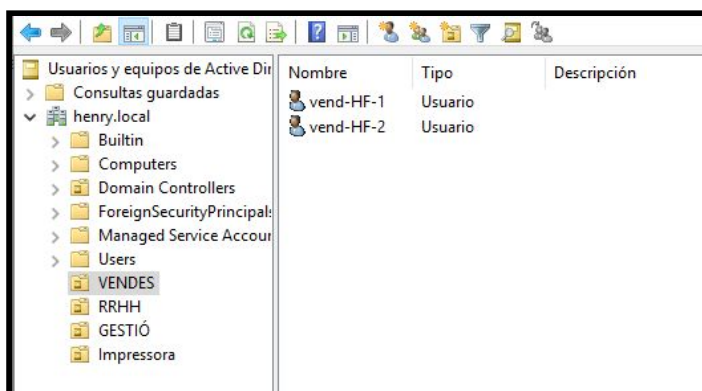 Usuarios y equipos de Active Dir
Consultas guardadas
henry.local
Builtin
Computers
Domain Controllers
ForeignSecurityPrincipal
Managed Service Accour
Users
VENDES
RRHH
GESTIÓ
Impressora
Nombre Tipo Descripción
vend-HF-1 Usuario
vend-HF-2 Usuario